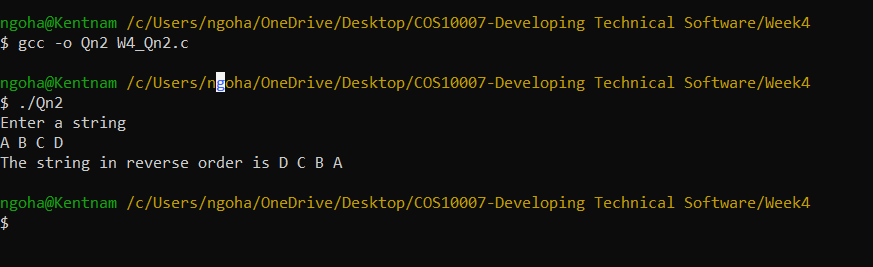 ngoha@Kentnam /c/Users/ngoha/OneDrive/Desktop/COS10007-Developing Technical Software/Week4
$ gcc -o Qn2 W4_Qn2.c
ngoha@Kentnam /c/Users/ngoha/OneDrive/Desktop/COS10007-Developing Technical Software/Week4
$ ./Qn2
Enter a string
A B C D
The string in reverse order is D C B A
ngoha@Kentnam /c/Users/ngoha/OneDrive/Desktop/COS10007-Developing Technical Software/Week4
$